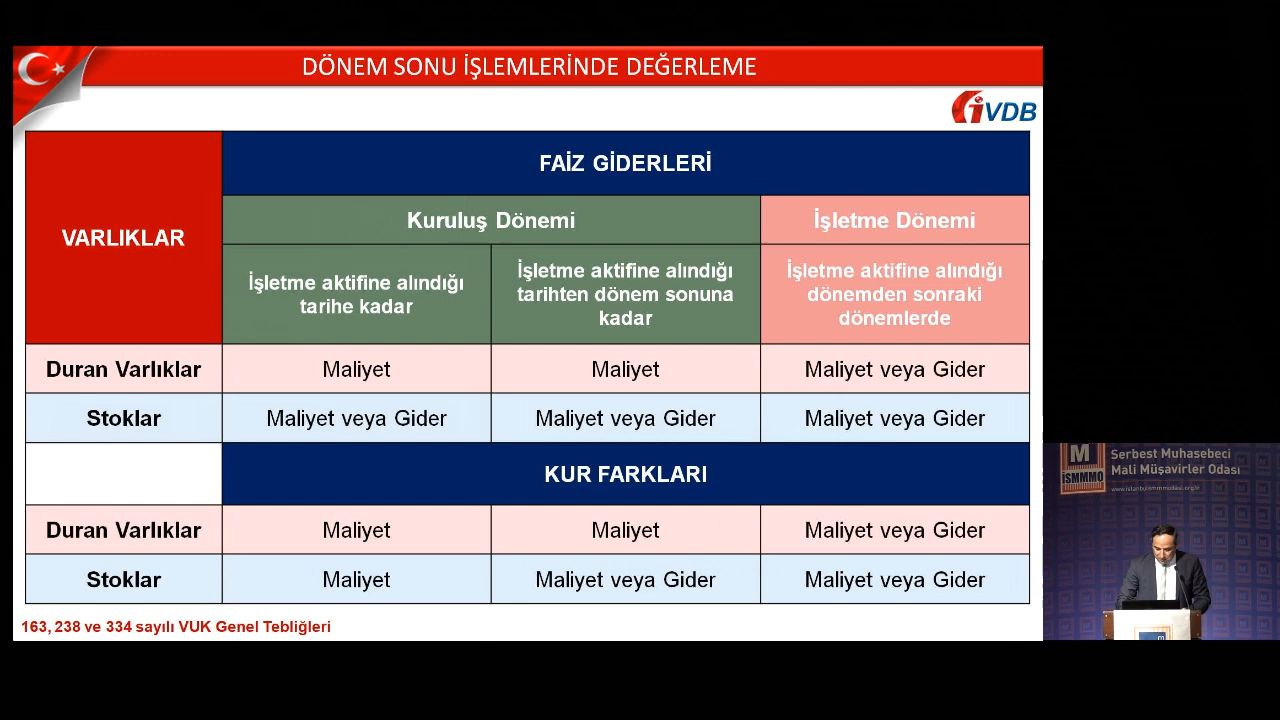 DÖNEM SONU İŞLEMLERİNDE DEĞERLEME
iVDB
VARLIKLAR
FAİZ GİDERLERİ
Kuruluş Dönemi
İşletme Dönemi
İşletme aktifine alındığı
tarihe kadar
İşletme aktifine alındığı
tarihten dönem sonuna
kadar
İşletme aktifine alındığı
dönemden sonraki
dönemlerde
Duran Varlıklar Maliyet Maliyet Maliyet veya Gider
Stoklar Maliyet veya Gider Maliyet veya Gider Maliyet veya Gider
KUR FARKLARI
Duran Varlıklar Maliyet Maliyet Maliyet veya Gider
Stoklar Maliyet Maliyet veya Gider Maliyet veya Gider
163, 238 ve 334 sayılı VUK Genel Tebliğleri
M
İSMMMO
Serbest Muhasebeci
Mali Müşavirler Odası
www.istanbulsmmmodasi.org.tr